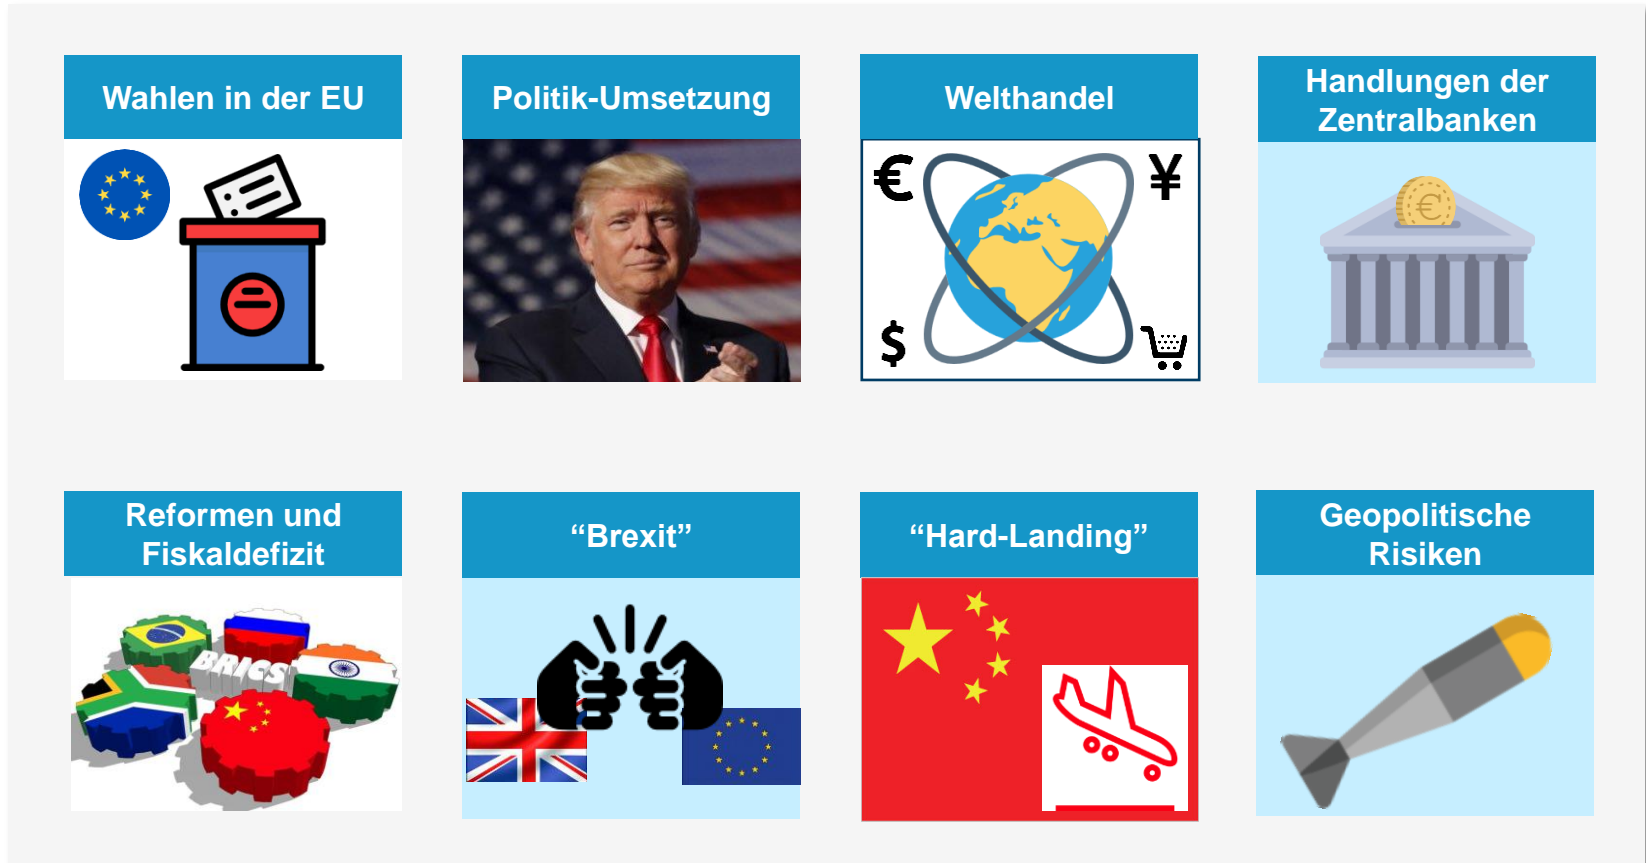 Wahlen in der EU
Politik-Umsetzung
Welthandel
Handlungen der
Zentralbanken
€
¥
$
€
Reformen und
Fiskaldefizit
“Brexit”
“Hard-Landing”
Geopolitische
Risiken
BRICS